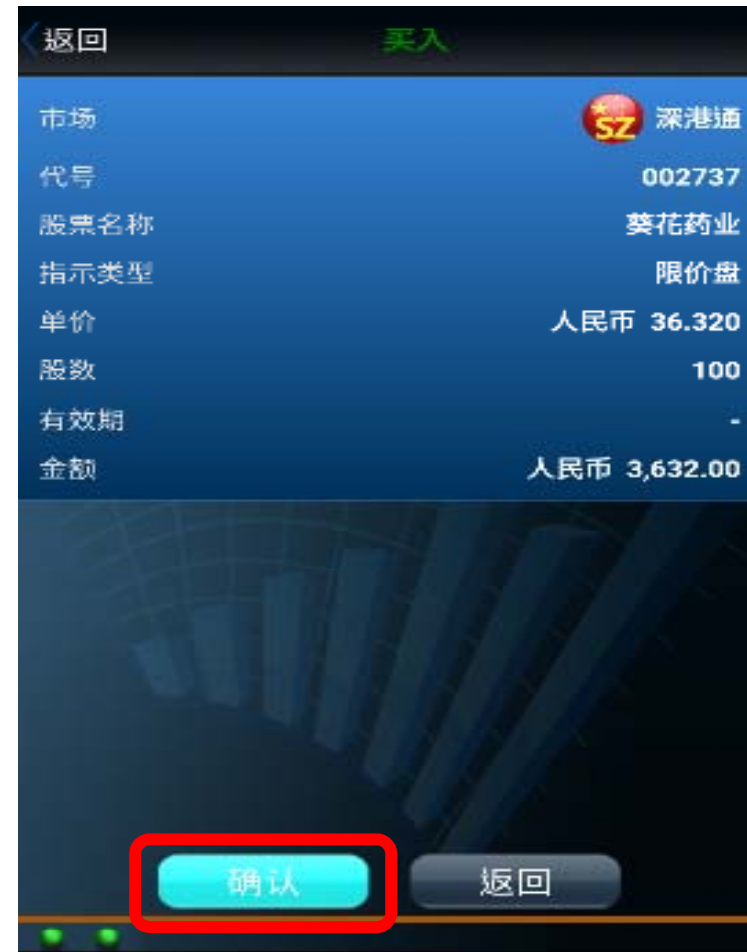 返回 买入
市场 SZ 深港通
代号 002737
股票名称 葵花药业
指示类型 限价盘
单价 人民币 36.320
股数 100
有效期 -
金额 人民币 3,632.00
确认 返回